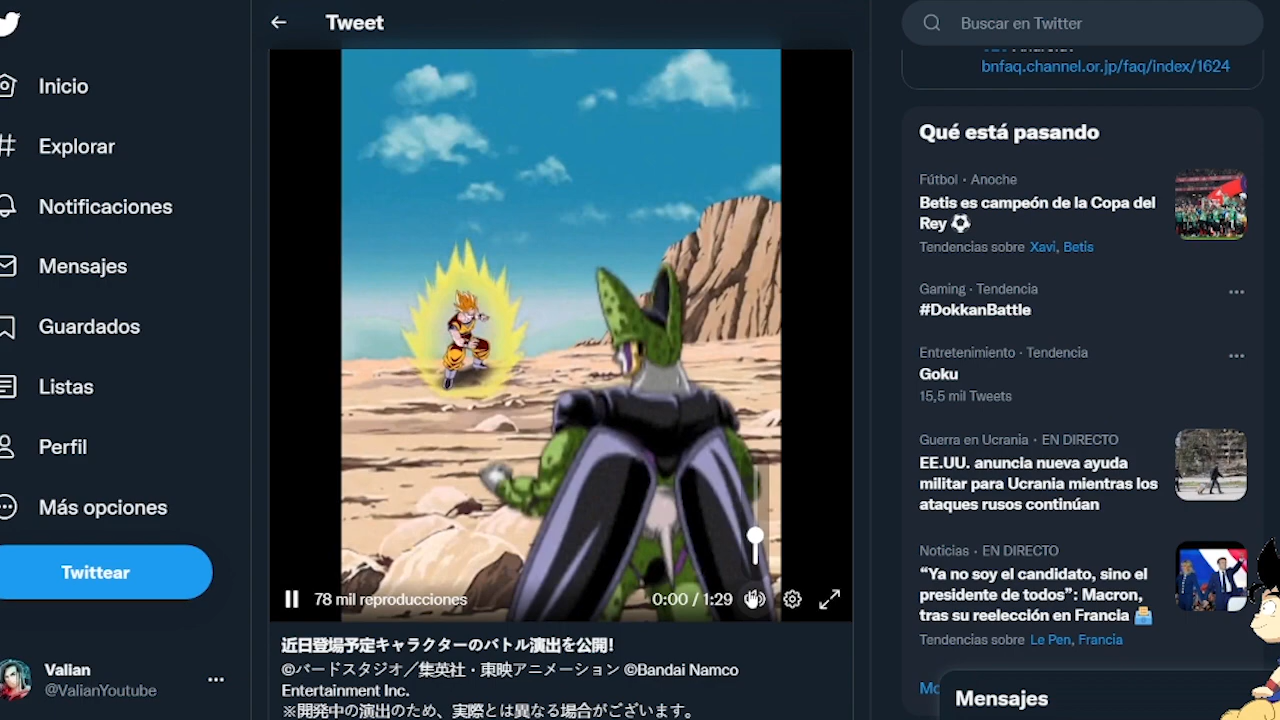 Tweet
Inicio
Explorar
Notificaciones
Mensajes
Guardados
Listas
Perfil
Más opciones
Twittear
Valian
@ValianYoutube
78 mil reproducciones
0:00 / 1:29
近日登場予定キャラクターのバトル演出を公開!
©バードスタジオ／集英社・東映アニメーション ©Bandai Namco
Entertainment Inc.
※開発中の演出のため、実際とは異なる場合がございます。
Buscar en Twitter
bnfaq.channel.or.jp/faq/index/1624
Qué está pasando
Fútbol · Anoche
Betis es campeón de la Copa del
Rey ⚽
Tendencias sobre Xavi, Betis
Gaming · Tendencia
#DokkanBattle
Entretenimiento · Tendencia
Goku
15,5 mil Tweets
Guerra en Ucrania · EN DIRECTO
EE.UU. anuncia nueva ayuda
militar para Ucrania mientras los
ataques rusos continúan
Noticias · EN DIRECTO
“Ya no soy el candidato, sino el
presidente de todos”: Macron,
tras su reelección en Francia 🗳️
Tendencias sobre Le Pen, Francia
Mensajes